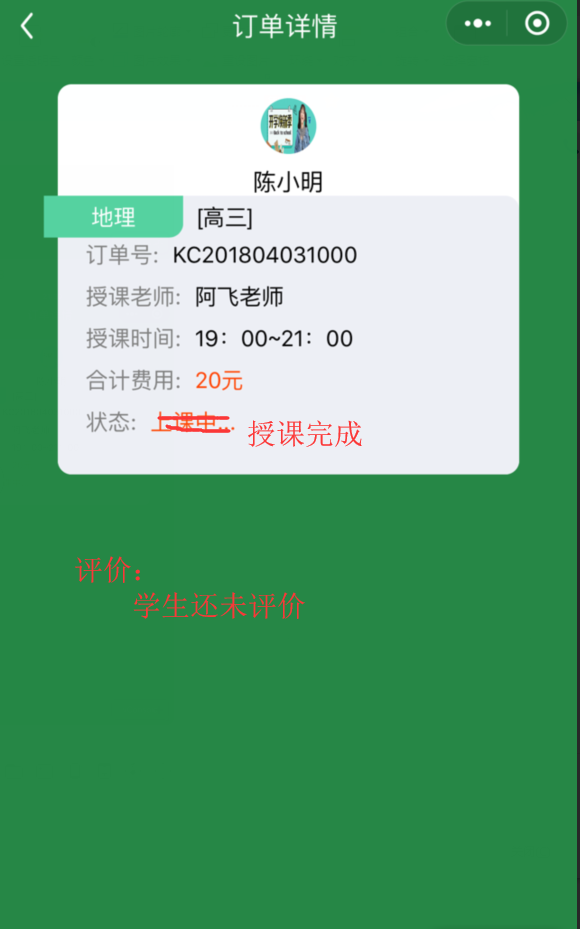 订单详情
开学
陈小明
地理 [高三]
订单号: KC201804031000
授课老师: 阿飞老师
授课时间: 19：00~21：00
合计费用: 20元
状态: 上课中... 授课完成
评价：
学生还未评价